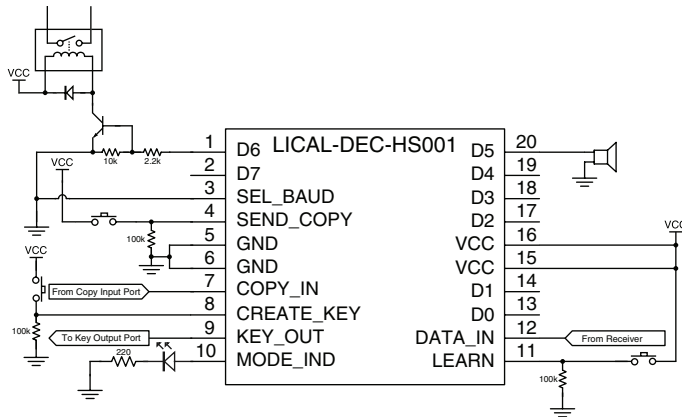 VCC
10k
2.2k
VCC
100k
VCC
From Copy Input Port
100k
To Key Output Port
220
LICAL-DEC-HS001
1 D6
2 D7
3 SEL_BAUD
4 SEND_COPY
5 GND
6 GND
7 COPY_IN
8 CREATE_KEY
9 KEY_OUT
10 MODE_IND
D5 20
D4 19
D3 18
D2 17
VCC 16
VCC 15
D1 14
D0 13
DATA_IN 12
LEARN 11
VCC
From Receiver
100k